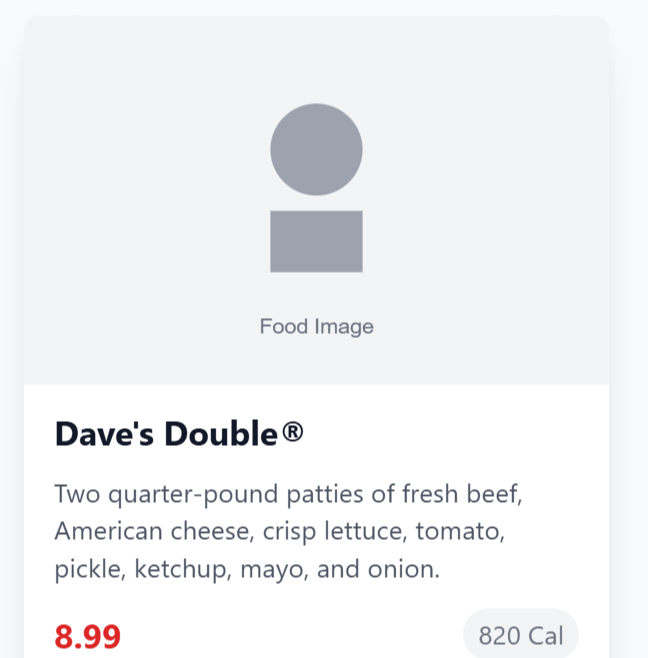 Food Image
Dave's Double®
Two quarter-pound patties of fresh beef,
American cheese, crisp lettuce, tomato,
pickle, ketchup, mayo, and onion.
8.99
820 Cal